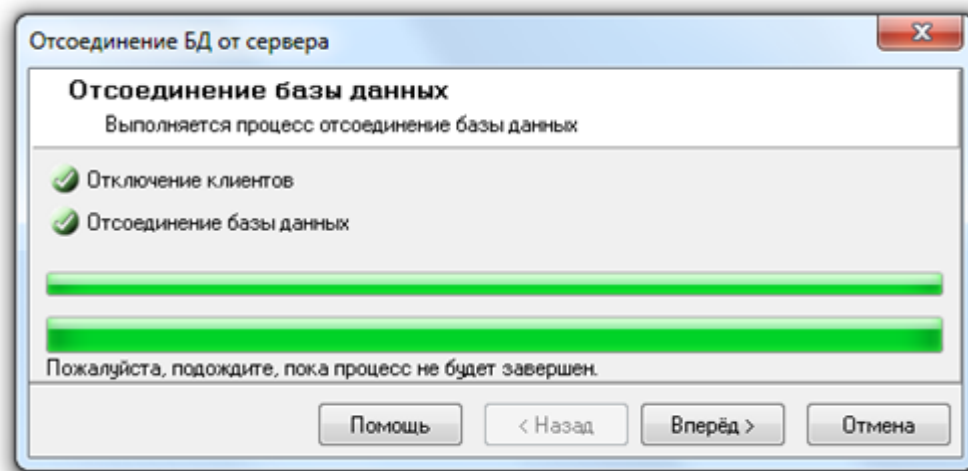 Отсоединение БД от сервера
Отсоединение базы данных
Выполняется процесс отсоединение базы данных
Отключение клиентов
Отсоединение базы данных
Пожалуйста, подождите, пока процесс не будет завершен.
Помощь
< Назад
Вперёд >
Отмена